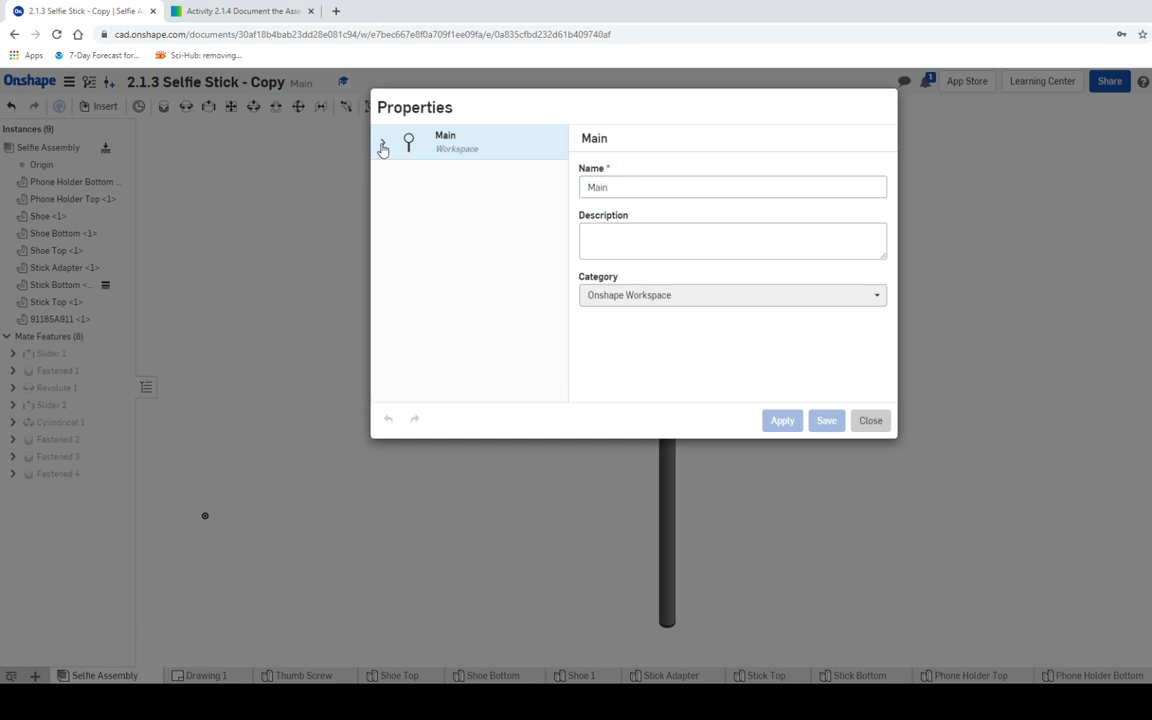 2.1.3 Selfie Stick - Copy | Selfie A
Activity 2.1.4 Document the Asse
cad.onshape.com/documents/30af18b4bab23dd28e081c94/w/e7bec667e8f0a709f1ee09fa/e/0a835cfbd232d61b409740af
Apps
7-Day Forecast for...
Sci-Hub: removing...
Onshape
2.1.3 Selfie Stick - Copy Main
1
App Store
Learning Center
Share
Insert
Properties
Instances (9)
Selfie Assembly
Origin
Phone Holder Bottom ...
Phone Holder Top <1>
Shoe <1>
Shoe Bottom <1>
Shoe Top <1>
Stick Adapter <1>
Stick Bottom <...
Stick Top <1>
91185A911 <1>
Mate Features (8)
Slider 1
Fastened 1
Revolute 1
Slider 2
Cylindrical 1
Fastened 2
Fastened 3
Fastened 4
Main
Workspace
Main
Name *
Main
Description
Category
Onshape Workspace
Apply
Save
Close
Selfie Assembly
Drawing 1
Thumb Screw
Shoe Top
Shoe Bottom
Shoe 1
Stick Adapter
Stick Top
Stick Bottom
Phone Holder Top
Phone Holder Bottom